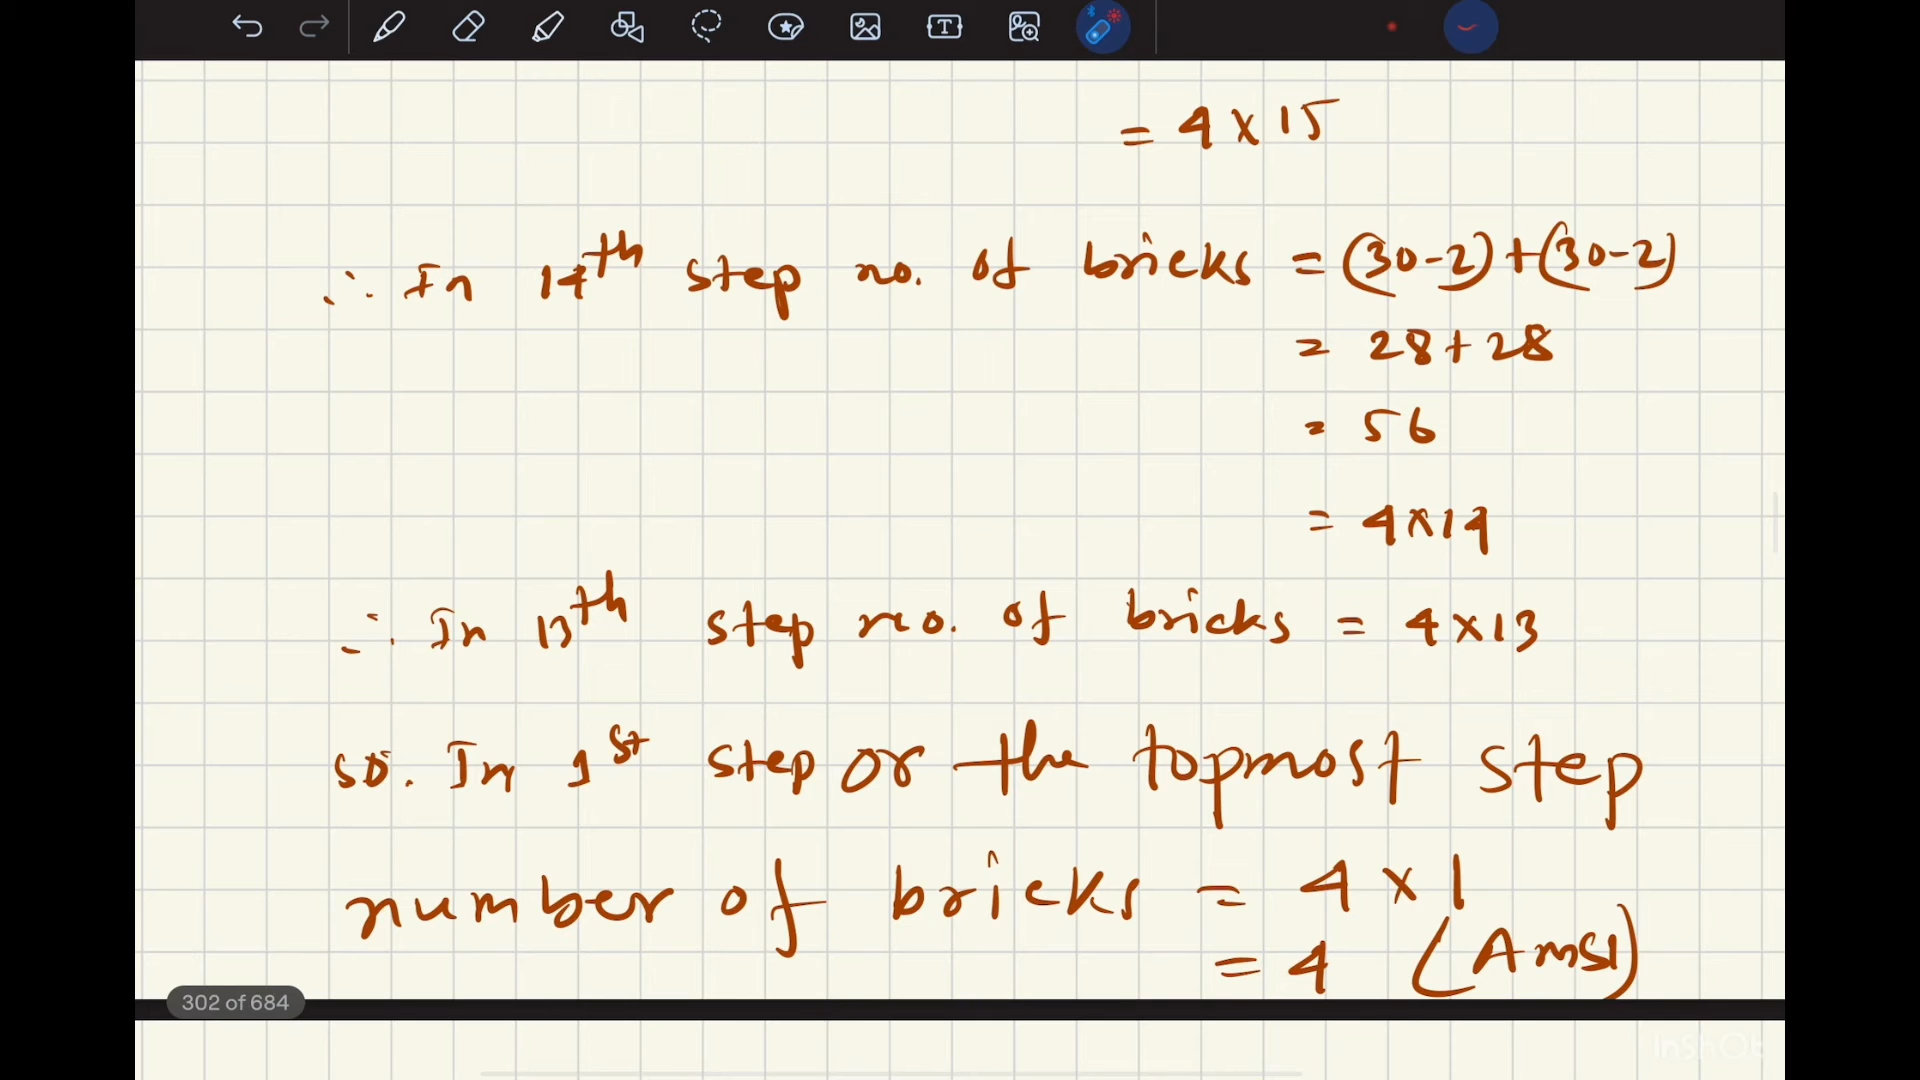 = 4 x 15
∴ In 14th step no. of bricks = (30-2)+(30-2)
= 28+28
= 56
= 4x14
∴ In 13th step no. of bricks = 4x13
so. In 1st step or the topmost step
number of bricks = 4 x 1
= 4 (Ans)
302 of 684
InShOt